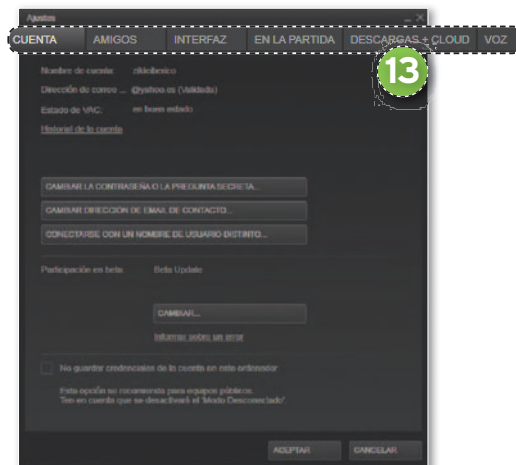 Ajustes
CUENTA AMIGOS INTERFAZ EN LA PARTIDA DESCARGAS + CLOUD VOZ
13
Nombre de cuenta:
Dirección de correo ... @yahoo.es (Validada)
Estado de VAC: en buen estado
Historial de la cuenta
CAMBIAR LA CONTRASEÑA O LA PREGUNTA SECRETA...
CAMBIAR DIRECCIÓN DE EMAIL DE CONTACTO...
CONECTARSE CON UN NOMBRE DE USUARIO DISTINTO...
Participación en beta: Beta Update
CAMBIAR...
Informar sobre un error
No guardar credenciales de la cuenta en este ordenador
Esta opción se recomienda para equipos públicos.
Ten en cuenta que se desactivará el 'Modo Desconectado'.
ACEPTAR CANCELAR